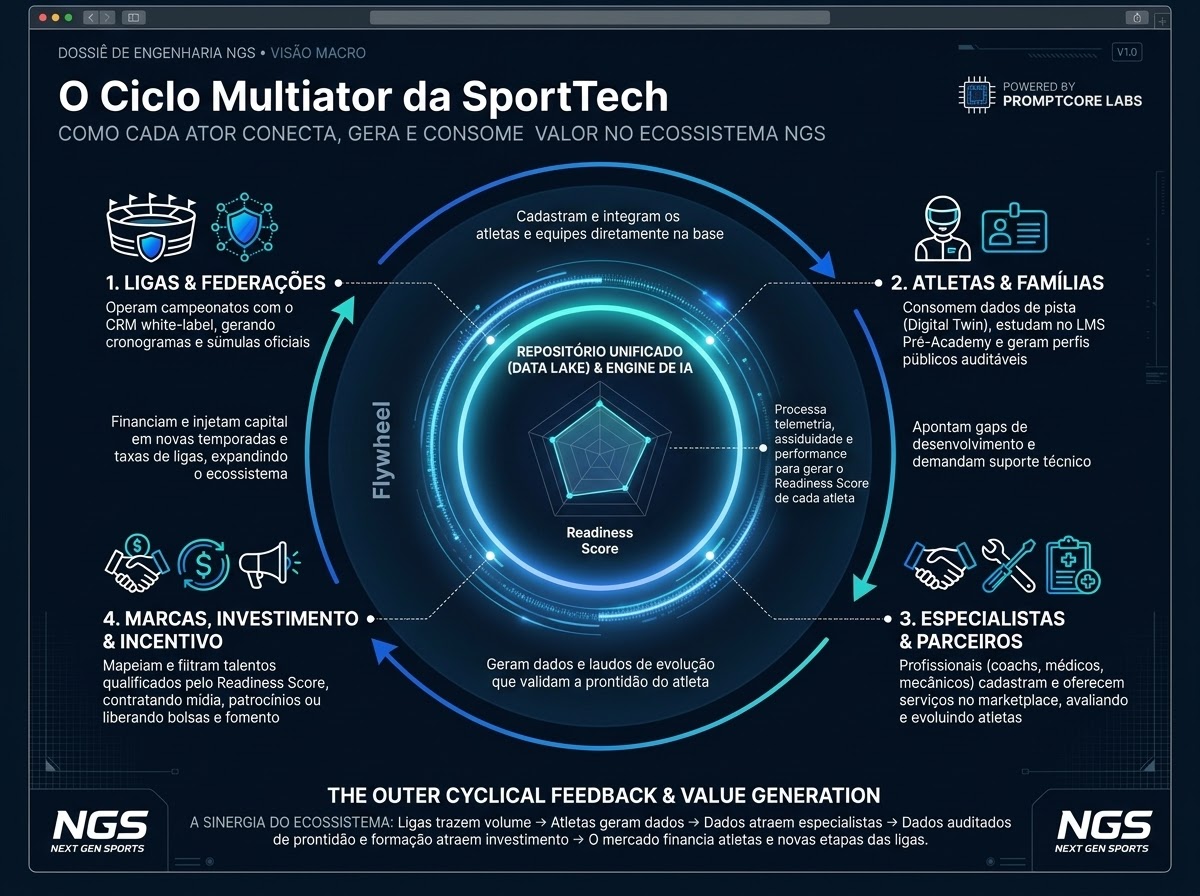 DOSSIÊ DE ENGENHARIA NGS • VISÃO MACRO
V1.0
O Ciclo Multiator da SportTech
COMO CADA ATOR CONECTA, GERA E CONSOME VALOR NO ECOSSISTEMA NGS
POWERED BY
PROMPTCORE LABS
Cadastram e integram os
atletas e equipes diretamente na base
1. LIGAS & FEDERAÇÕES
Operam campeonatos com o
CRM white-label, gerando
cronogramas e súmulas oficiais
2. ATLETAS & FAMÍLIAS
Consomem dados de pista
(Digital Twin), estudam no LMS
Pré-Academy e geram perfis
públicos auditáveis
REPOSITÓRIO UNIFICADO
(DATA LAKE) & ENGINE DE IA
Readiness
Score
Flywheel
Processa
telemetria,
assiduidade e
performance
para gerar o
Readiness Score
de cada atleta
Financiam e injetam capital
em novas temporadas e
taxas de ligas, expandindo
o ecossistema
Apontam gaps de
desenvolvimento e
demandam suporte técnico
4. MARCAS, INVESTIMENTO
& INCENTIVO
Mapeiam e filtram talentos
qualificados pelo Readiness Score,
contratando mídia, patrocínios ou
liberando bolsas e fomento
Geram dados e laudos de evolução
que validam a prontidão do atleta
3. ESPECIALISTAS
& PARCEIROS
Profissionais (coachs, médicos,
mecânicos) cadastram e oferecem
serviços no marketplace, avaliando
e evoluindo atletas
THE OUTER CYCLICAL FEEDBACK & VALUE GENERATION
A SINERGIA DO ECOSSISTEMA: Ligas trazem volume → Atletas geram dados → Dados atraem especialistas → Dados auditados
de prontidão e formação atraem investimento → O mercado financia atletas e novas etapas das ligas.
NGS
NEXT GEN SPORTS
NGS
NEXT GEN SPORTS